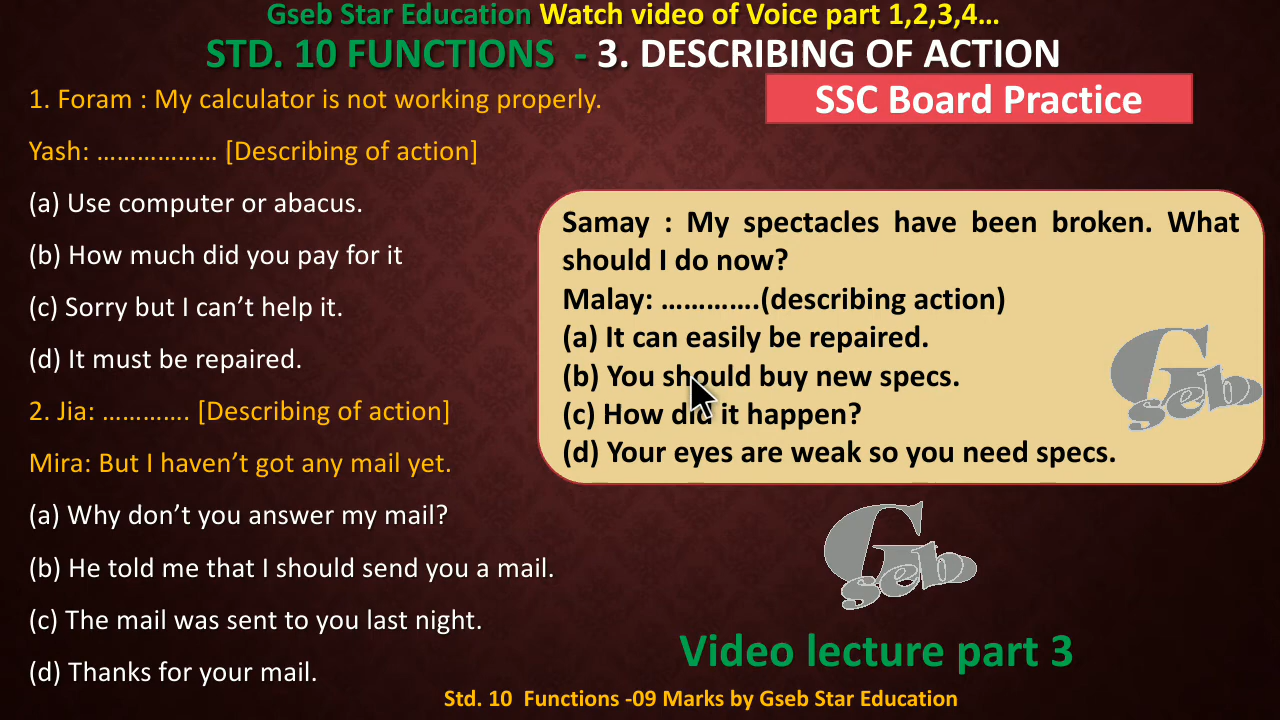 Gseb Star Education Watch video of Voice part 1,2,3,4...
STD. 10 FUNCTIONS - 3. DESCRIBING OF ACTION
SSC Board Practice
1. Foram : My calculator is not working properly.
Yash: ……………… [Describing of action]
(a) Use computer or abacus.
(b) How much did you pay for it
(c) Sorry but I can’t help it.
(d) It must be repaired.
2. Jia: …………. [Describing of action]
Mira: But I haven’t got any mail yet.
(a) Why don’t you answer my mail?
(b) He told me that I should send you a mail.
(c) The mail was sent to you last night.
(d) Thanks for your mail.
Samay : My spectacles have been broken. What
should I do now?
Malay: ………….(describing action)
(a) It can easily be repaired.
(b) You should buy new specs.
(c) How did it happen?
(d) Your eyes are weak so you need specs.
Gseb
Gseb
Video lecture part 3
Std. 10 Functions -09 Marks by Gseb Star Education